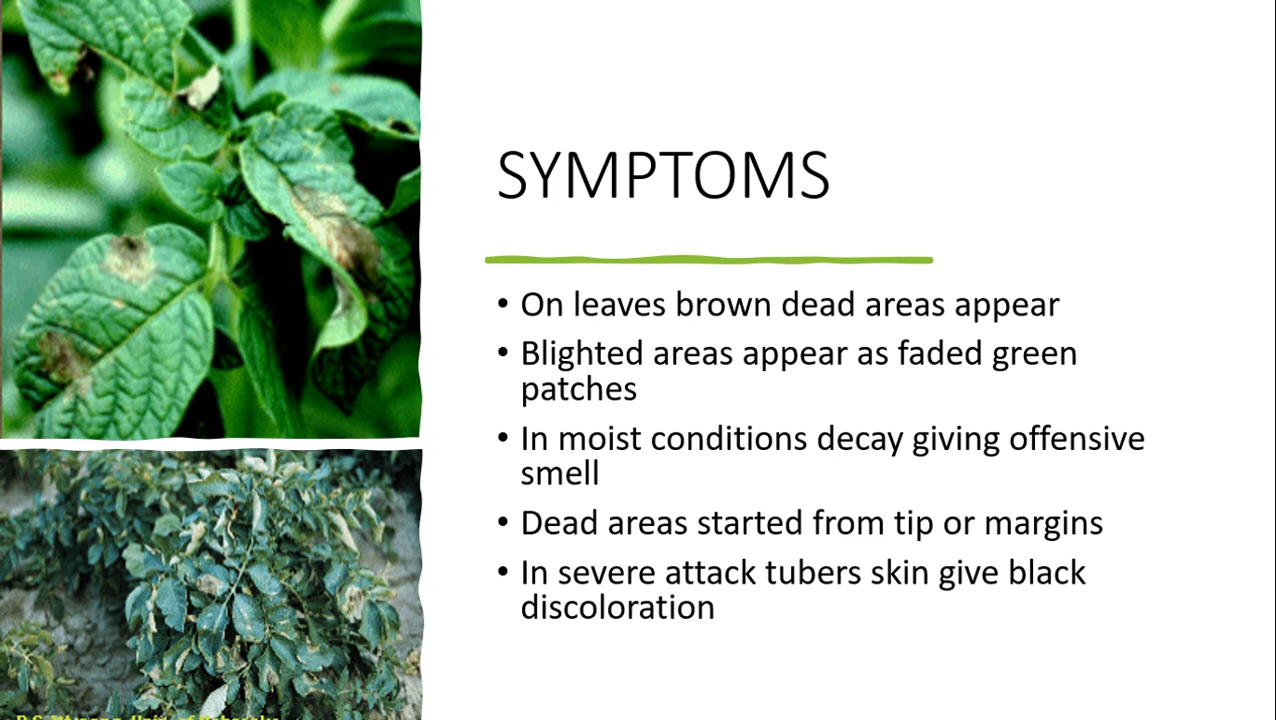 SYMPTOMS
• On leaves brown dead areas appear
• Blighted areas appear as faded green
patches
• In moist conditions decay giving offensive
smell
• Dead areas started from tip or margins
• In severe attack tubers skin give black
discoloration